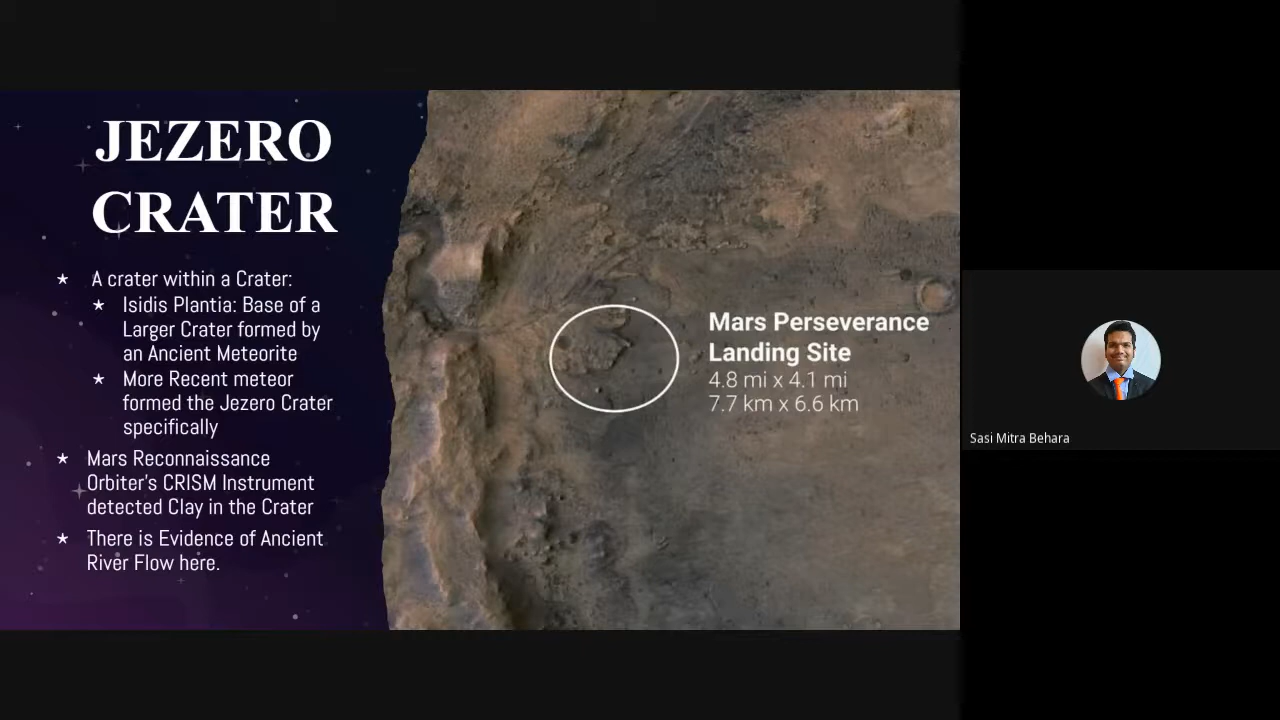 JEZERO
CRATER
★ A crater within a Crater:
★ Isidis Plantia: Base of a
Larger Crater formed by
an Ancient Meteorite
★ More Recent meteor
formed the Jezero Crater
specifically
★ Mars Reconnaissance
Orbiter's CRISM Instrument
detected Clay in the Crater
★ There is Evidence of Ancient
River Flow here.
Mars Perseverance
Landing Site
4.8 mi x 4.1 mi
7.7 km x 6.6 km
Sasi Mitra Behara